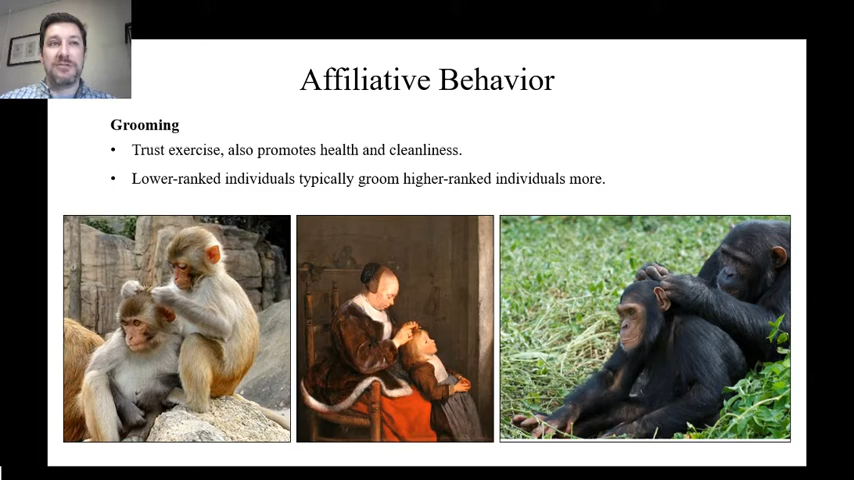 Affiliative Behavior
Grooming
• Trust exercise, also promotes health and cleanliness.
• Lower-ranked individuals typically groom higher-ranked individuals more.